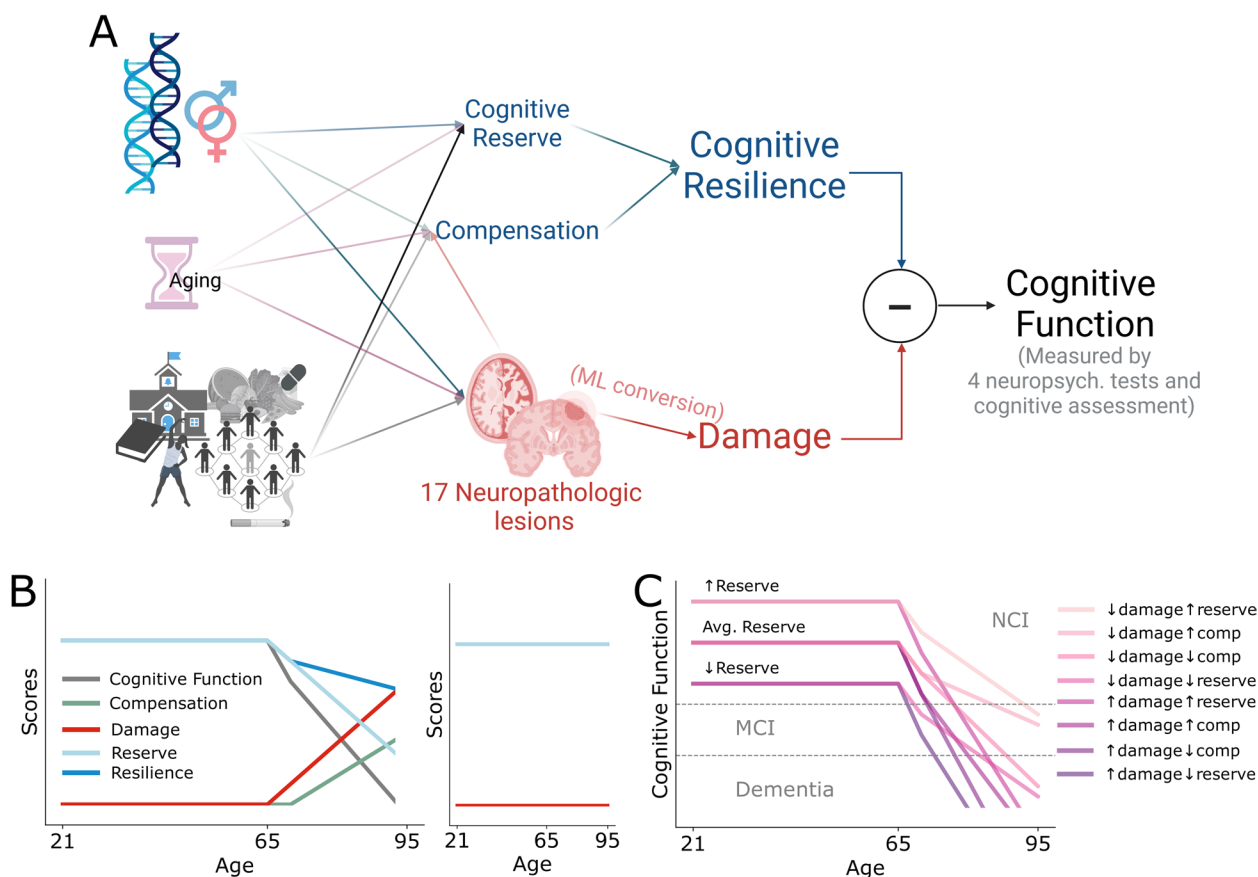 A
Cognitive
Reserve
Cognitive
Resilience
Compensation
Aging
Cognitive
Function
(Measured by
4 neuropsych. tests and
cognitive assessment)
(ML conversion)
Damage
17 Neuropathologic
lesions
B
Scores
Cognitive Function
Compensation
Damage
Reserve
Resilience
21
65
95
Age
Scores
21
65
95
Age
C
Cognitive Function
↑Reserve
Avg. Reserve
↓Reserve
NCI
MCI
Dementia
21
65
95
Age
↓damage↑reserve
↓damage↑comp
↓damage↓comp
↓damage↓reserve
↑damage↑reserve
↑damage↑comp
↑damage↓comp
↑damage↓reserve